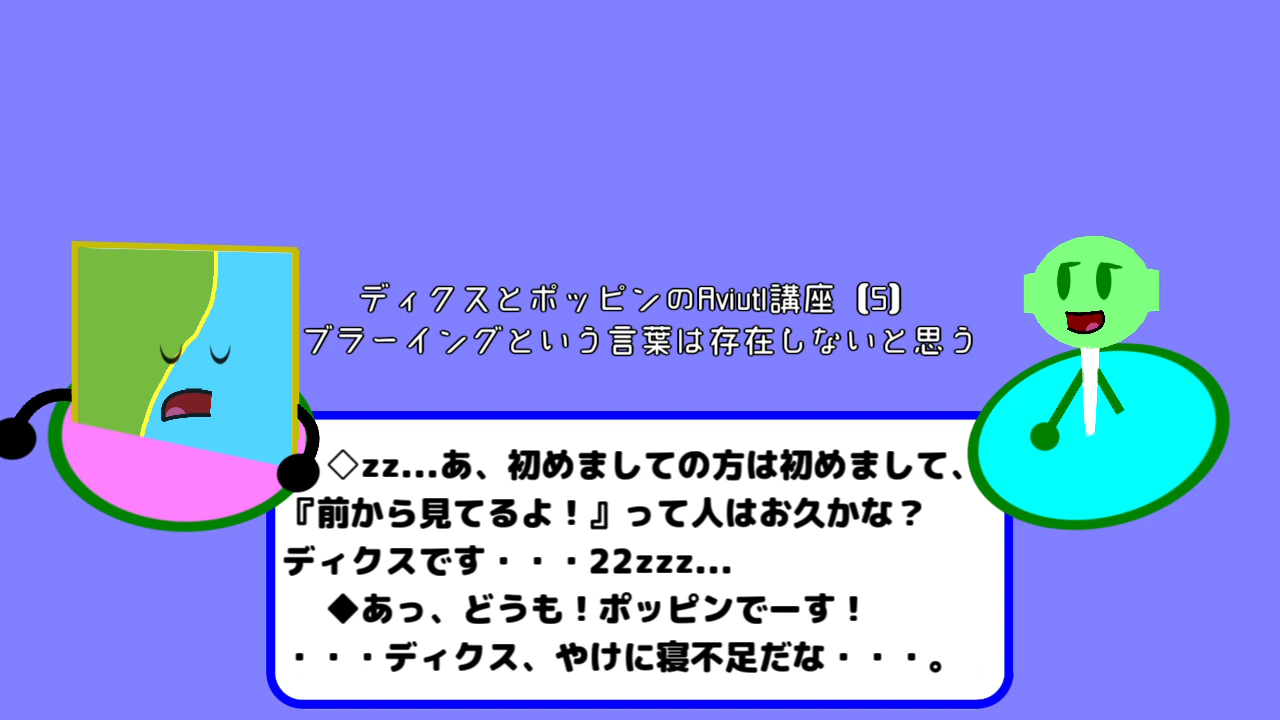 ディクスとポッピンのAviutl講座 (5)
ブラーイングという言葉は存在しないと思う
◇zz...あ、初めましての方は初めまして、
『前から見てるよ！』って人はお久かな？
ディクスです・・・22zzz...
◆あっ、どうも！ポッピンでーす！
・・・ディクス、やけに寝不足だな・・・。